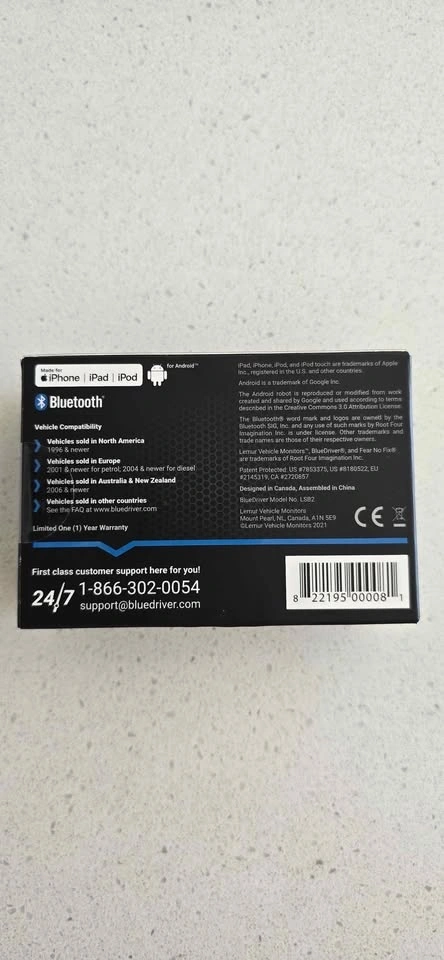 Made for
iPhone | iPad | iPod
for Android™
Bluetooth®
Vehicle Compatibility
Vehicles sold in North America
1996 & newer
Vehicles sold in Europe
2001 & newer for petrol; 2004 & newer for diesel
Vehicles sold in Australia & New Zealand
2006 & newer
Vehicles sold in other countries
See the FAQ at www.bluedriver.com
Limited One (1) Year Warranty
iPad, iPhone, iPod, and iPod touch are trademarks of Apple
Inc., registered in the U.S. and other countries.
Android is a trademark of Google Inc.
The Android robot is reproduced or modified from work
created and shared by Google and used according to terms
described in the Creative Commons 3.0 Attribution License.
The Bluetooth® word mark and logos are owned by the
Bluetooth SIG, Inc. and any use of such marks by Root Four
Imagination Inc. is under license. Other trademarks and
trade names are those of their respective owners.
Lemur Vehicle Monitors™, BlueDriver®, and Fear No Fix®
are trademarks of Root Four Imagination Inc.
Patent Protected: US #7853375, US #8180522, EU
#2145319, CA #2720657
Designed in Canada, Assembled in China
BlueDriver Model No. LSB2
Lemur Vehicle Monitors
Mount Pearl, NL, Canada, A1N 5E9
©Lemur Vehicle Monitors 2021
CE
First class customer support here for you!
24/7 1-866-302-0054
support@bluedriver.com
8 22195 00008 1